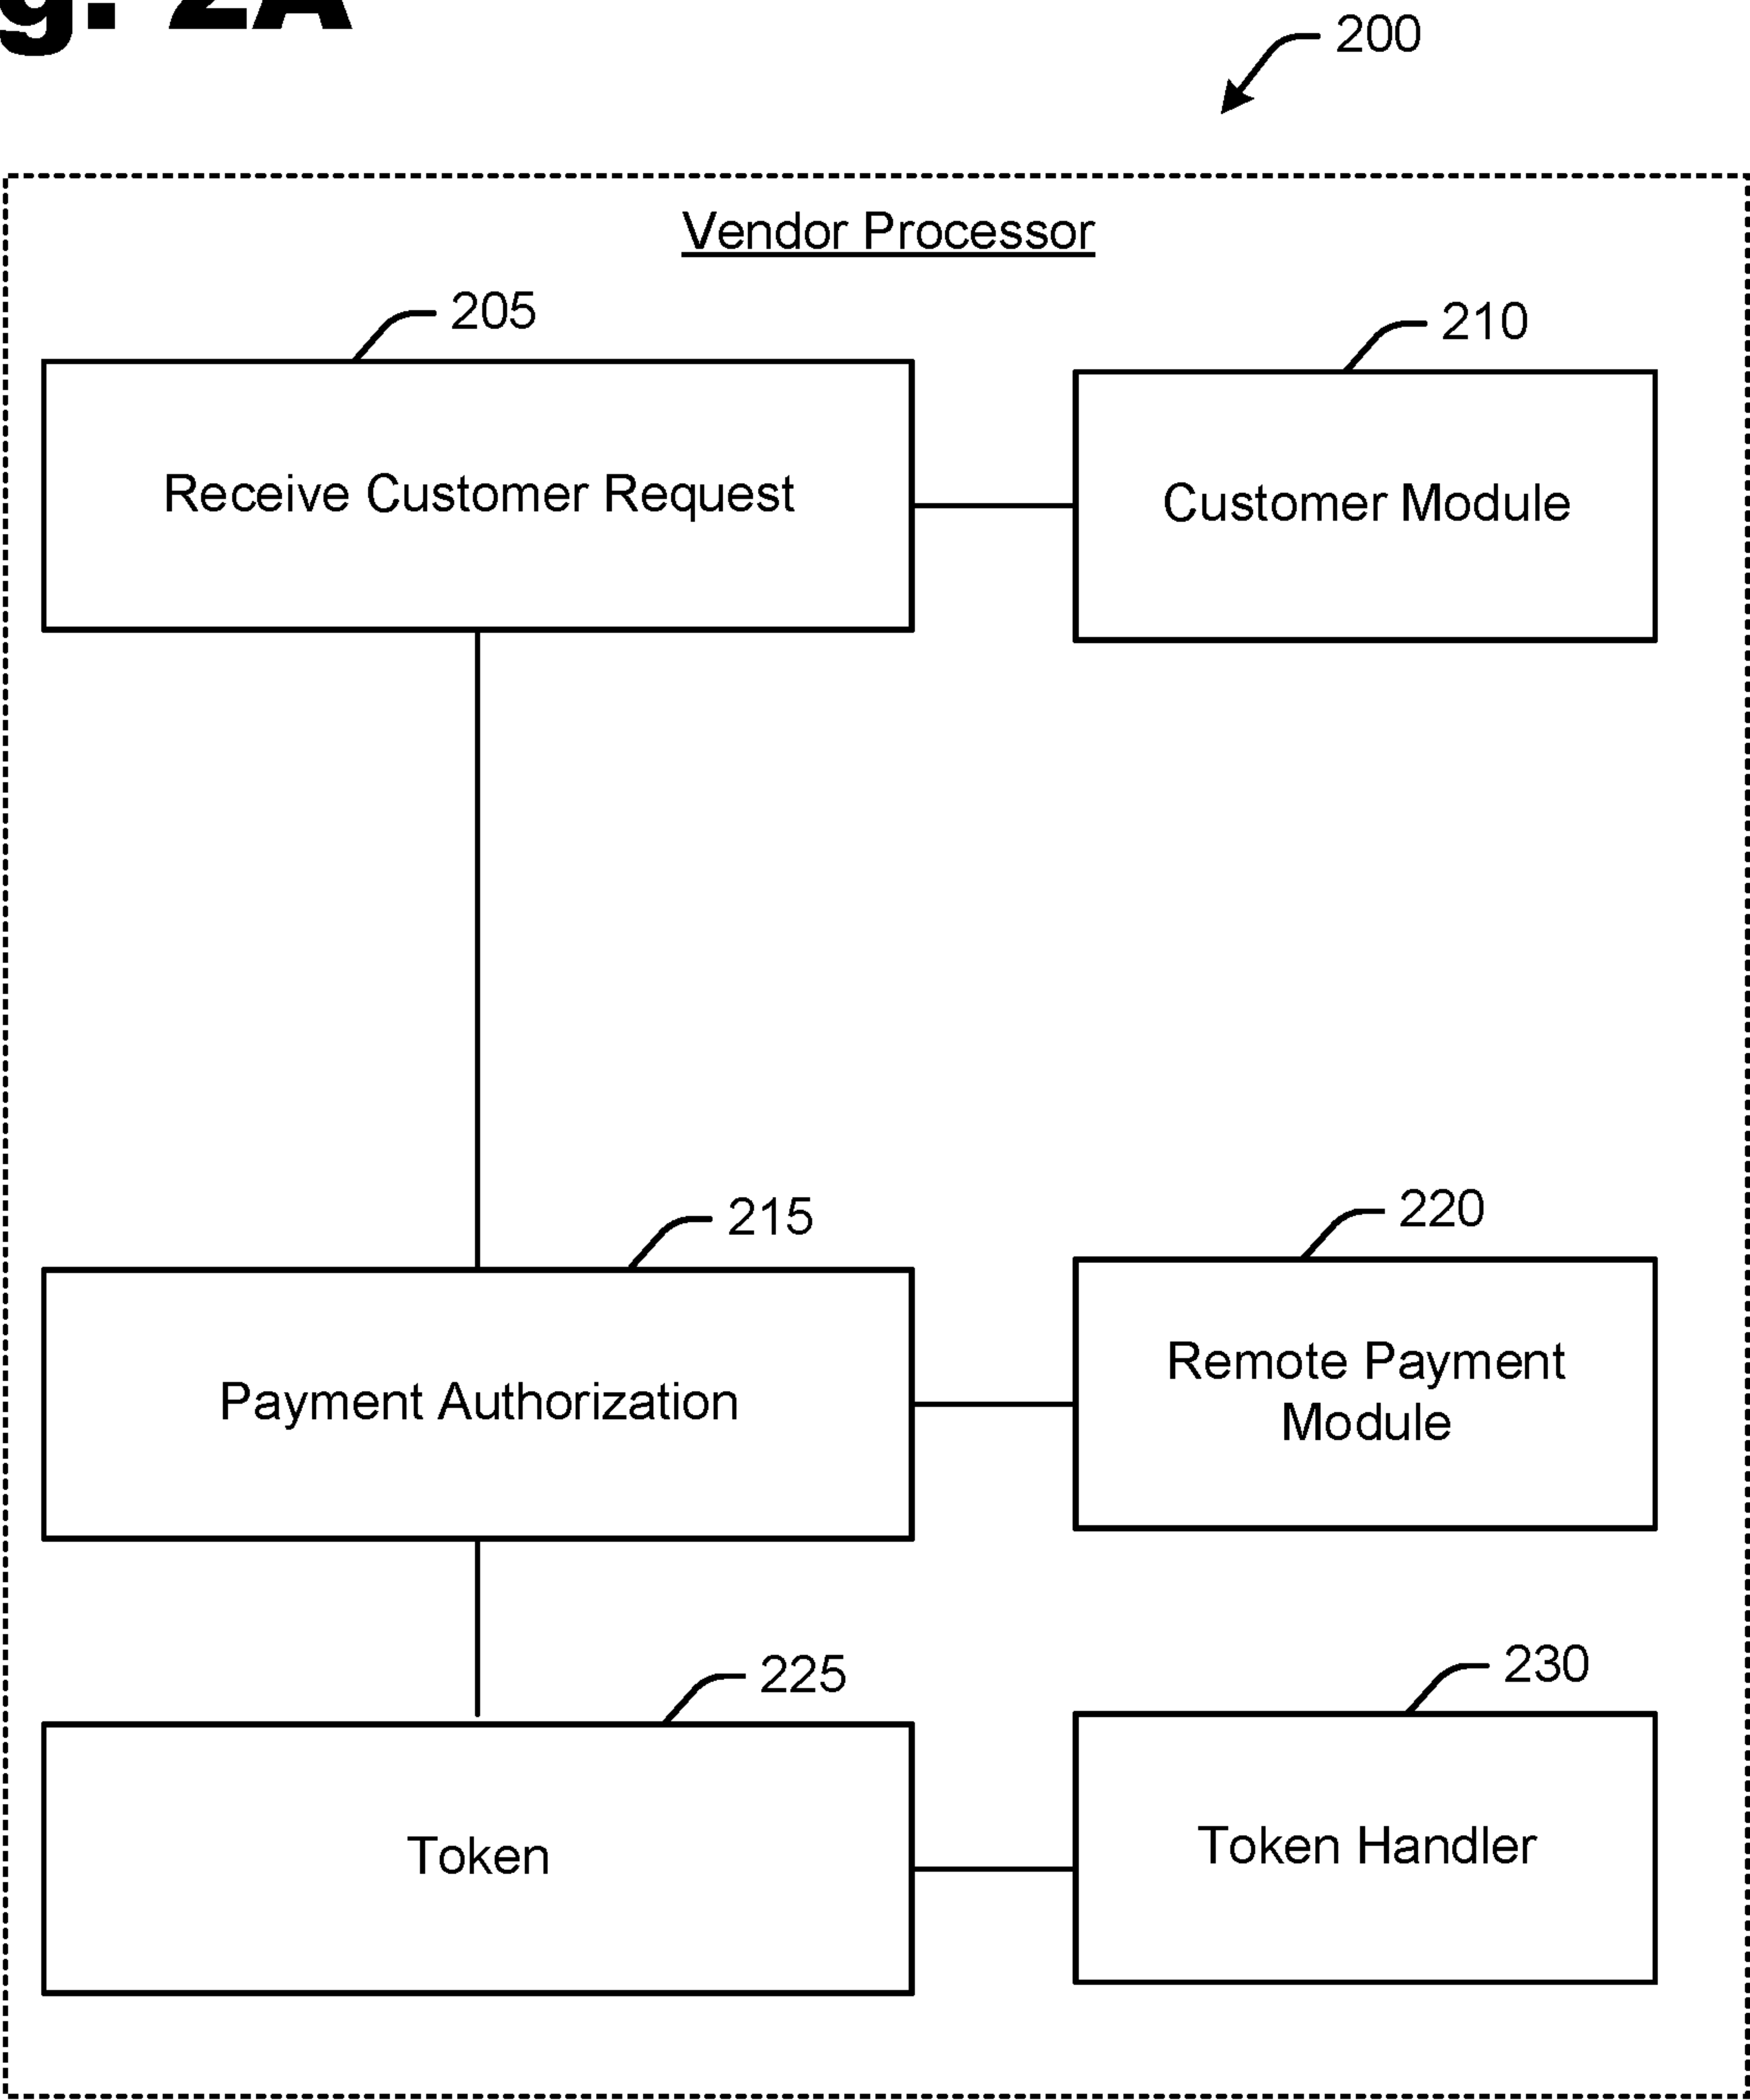 g. 2A
200
Vendor Processor
205
210
Receive Customer Request
Customer Module
215
220
Payment Authorization
Remote Payment
Module
225
230
Token
Token Handler